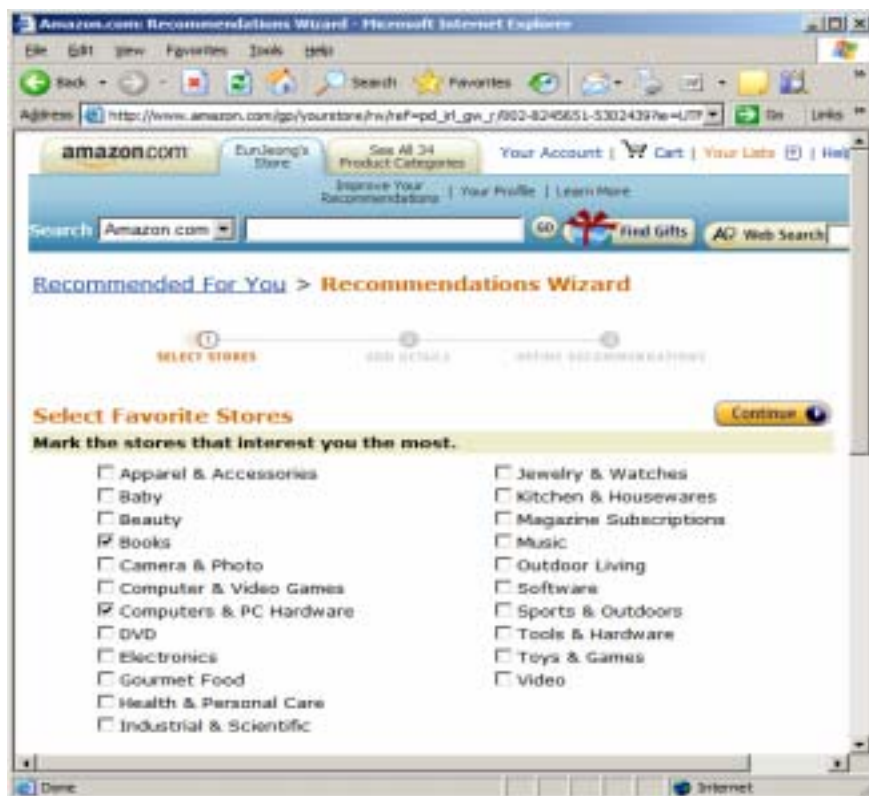 Amazon.com: Recommendations Wizard - Microsoft Internet Explorer
File Edit View Favorites Tools Help
Back Search Favorites
Address http://www.amazon.com/gp/yourstore/rw/ref=pd_irl_gw_r/002-8245651-5302439?ie=UTF Go Links
amazon.com EunJeong's Store See All 34 Product Categories Your Account | Cart | Your Lists | Help
Improve Your Recommendations | Your Profile | Learn More
Search Amazon.com GO Find Gifts A9 Web Search
Recommended For You > Recommendations Wizard
1
SELECT STORES ADD DETAILS REFINE RECOMMENDATIONS
Select Favorite Stores Continue
Mark the stores that interest you the most.
Apparel & Accessories
Baby
Beauty
Books
Camera & Photo
Computer & Video Games
Computers & PC Hardware
DVD
Electronics
Gourmet Food
Health & Personal Care
Industrial & Scientific
Jewelry & Watches
Kitchen & Housewares
Magazine Subscriptions
Music
Outdoor Living
Software
Sports & Outdoors
Tools & Hardware
Toys & Games
Video
Done Internet